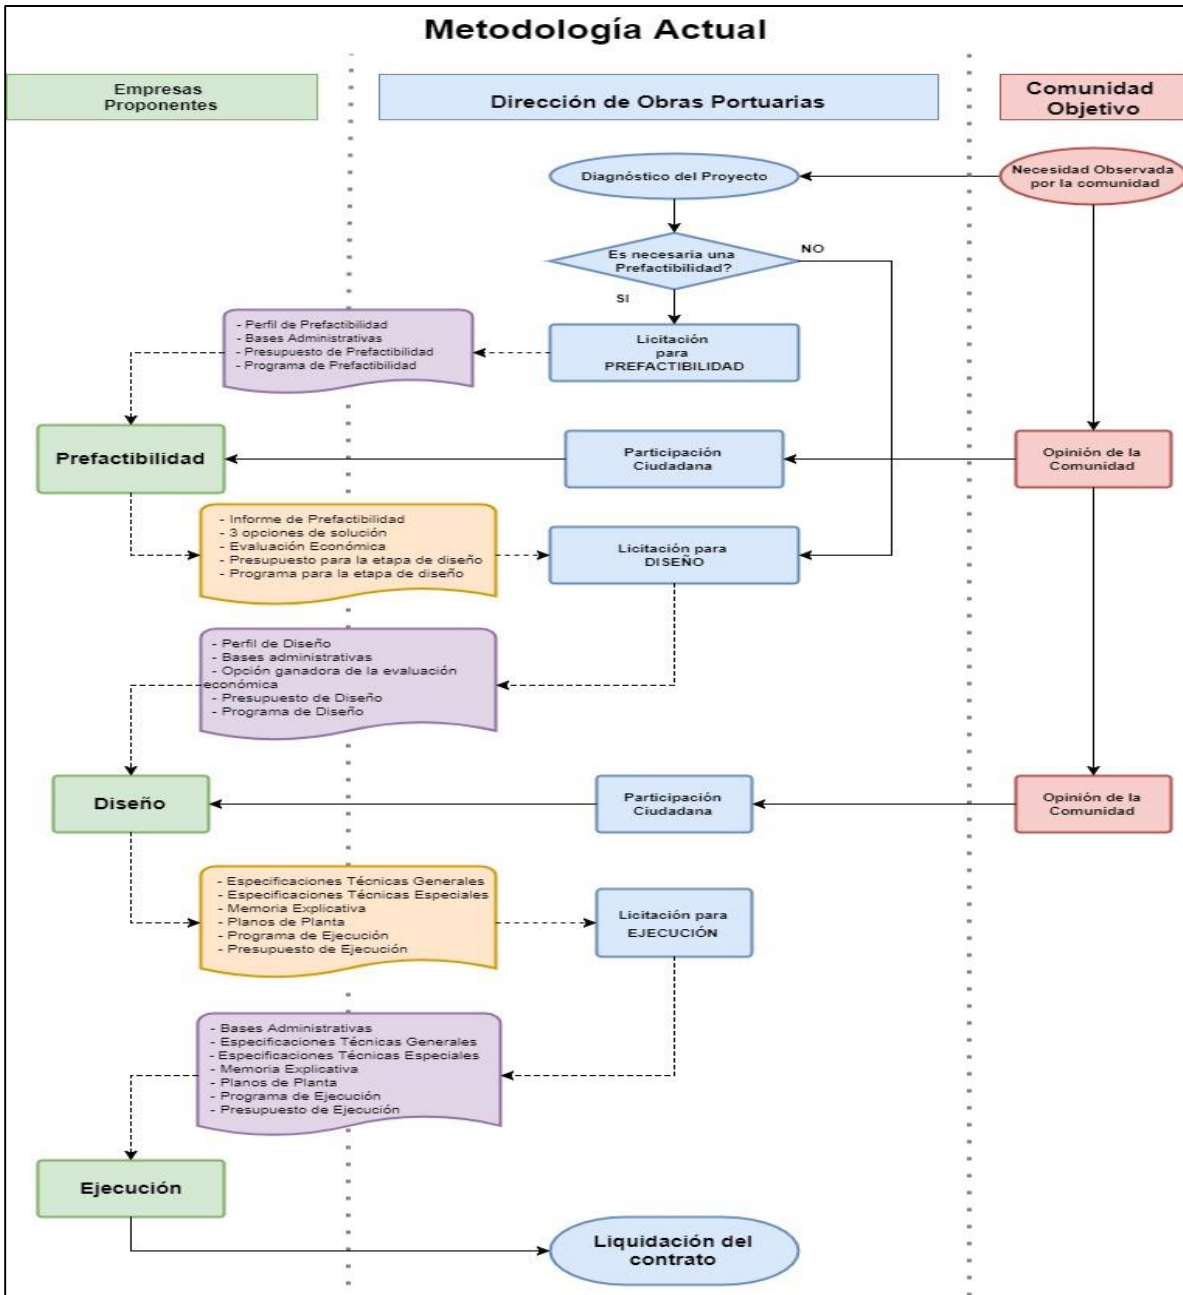 Metodología Actual
Empresas
Proponentes
Dirección de Obras Portuarias
Comunidad
Objetivo
Diagnóstico del Proyecto
Necesidad Observada
por la comunidad
Es necesaria una
Prefactibilidad?
NO
SI
- Perfil de Prefactibilidad
- Bases Administrativas
- Presupuesto de Prefactibilidad
- Programa de Prefactibilidad
Licitación
para
PREFACTIBILIDAD
Prefactibilidad
Participación
Ciudadana
Opinión de la
Comunidad
- Informe de Prefactibilidad
- 3 opciones de solución
- Evaluación Económica
- Presupuesto para la etapa de diseño
- Programa para la etapa de diseño
Licitación para
DISEÑO
- Perfil de Diseño
- Bases administrativas
- Opción ganadora de la evaluación
económica
- Presupuesto de Diseño
- Programa de Diseño
Diseño
Participación
Ciudadana
Opinión de la
Comunidad
- Especificaciones Técnicas Generales
- Especificaciones Técnicas Especiales
- Memoria Explicativa
- Planos de Planta
- Programa de Ejecución
- Presupuesto de Ejecución
Licitación para
EJECUCIÓN
- Bases Administrativas
- Especificaciones Técnicas Generales
- Especificaciones Técnicas Especiales
- Memoria Explicativa
- Planos de Planta
- Programa de Ejecución
- Presupuesto de Ejecución
Ejecución
Liquidación del
contrato